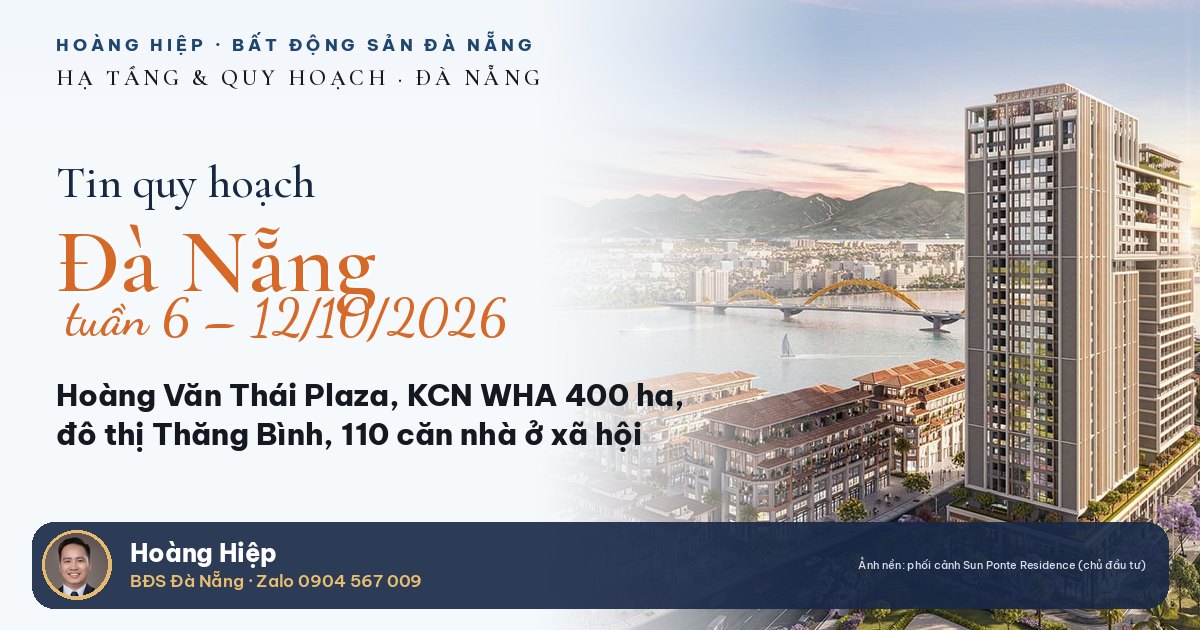 HOÀNG HIỆP · BẤT ĐỘNG SẢN ĐÀ NẴNG
HẠ TẦNG & QUY HOẠCH · ĐÀ NẴNG
Tin quy hoạch
Đà Nẵng
tuần 6 – 12/10/2026
Hoàng Văn Thái Plaza, KCN WHA 400 ha,
đô thị Thăng Bình, 110 căn nhà ở xã hội
Hoàng Hiệp
BĐS Đà Nẵng · Zalo 0904 567 009
Ảnh nền: phối cảnh Sun Ponte Residence (chủ đầu tư)